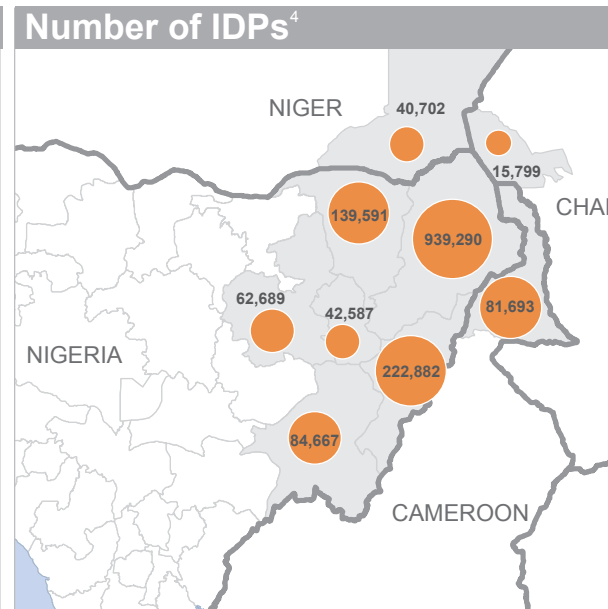 Number of IDPs4
NIGER
40,702
15,799
139,591
CHA
939,290
62,689
42,587
81,693
NIGERIA
222,882
84,667
CAMEROON